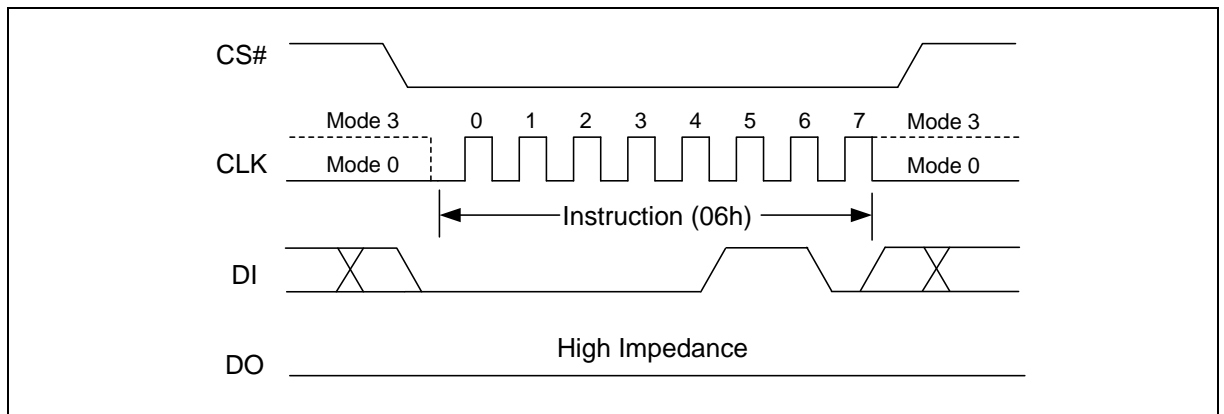 CS#
Mode 3 0 1 2 3 4 5 6 7 Mode 3
CLK Mode 0 Mode 0
Instruction (06h)
DI
High Impedance
DO